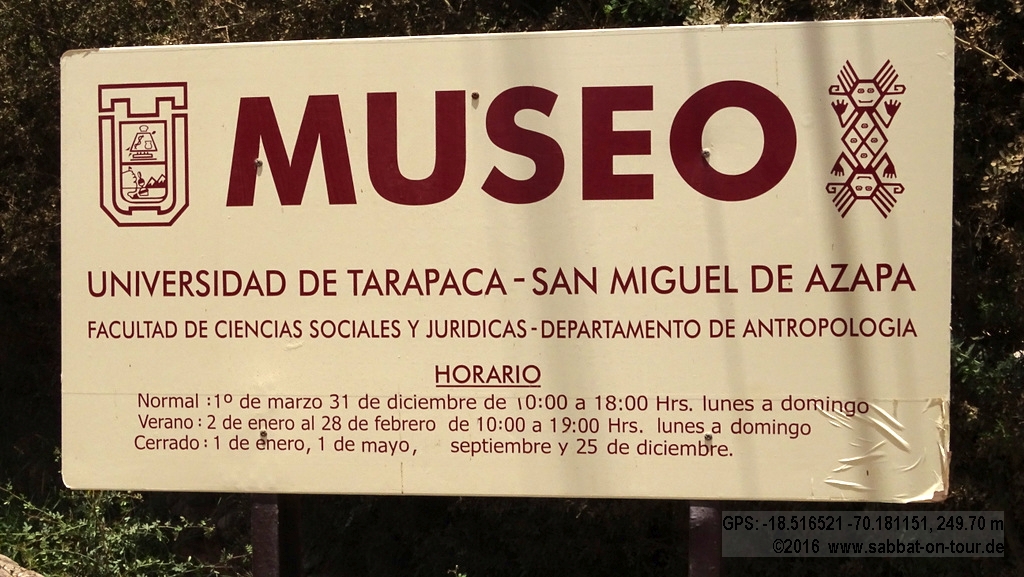 MUSEO
UNIVERSIDAD DE TARAPACA - SAN MIGUEL DE AZAPA
FACULTAD DE CIENCIAS SOCIALES Y JURIDICAS - DEPARTAMENTO DE ANTROPOLOGIA
HORARIO
Normal : 1º de marzo 31 de diciembre de 10:00 a 18:00 Hrs. lunes a domingo
Verano : 2 de enero al 28 de febrero de 10:00 a 19:00 Hrs. lunes a domingo
Cerrado : 1 de enero, 1 de mayo, septiembre y 25 de diciembre.
GPS: -18.516521 -70.181151, 249.70 m
©2016 www.sabbat-on-tour.de